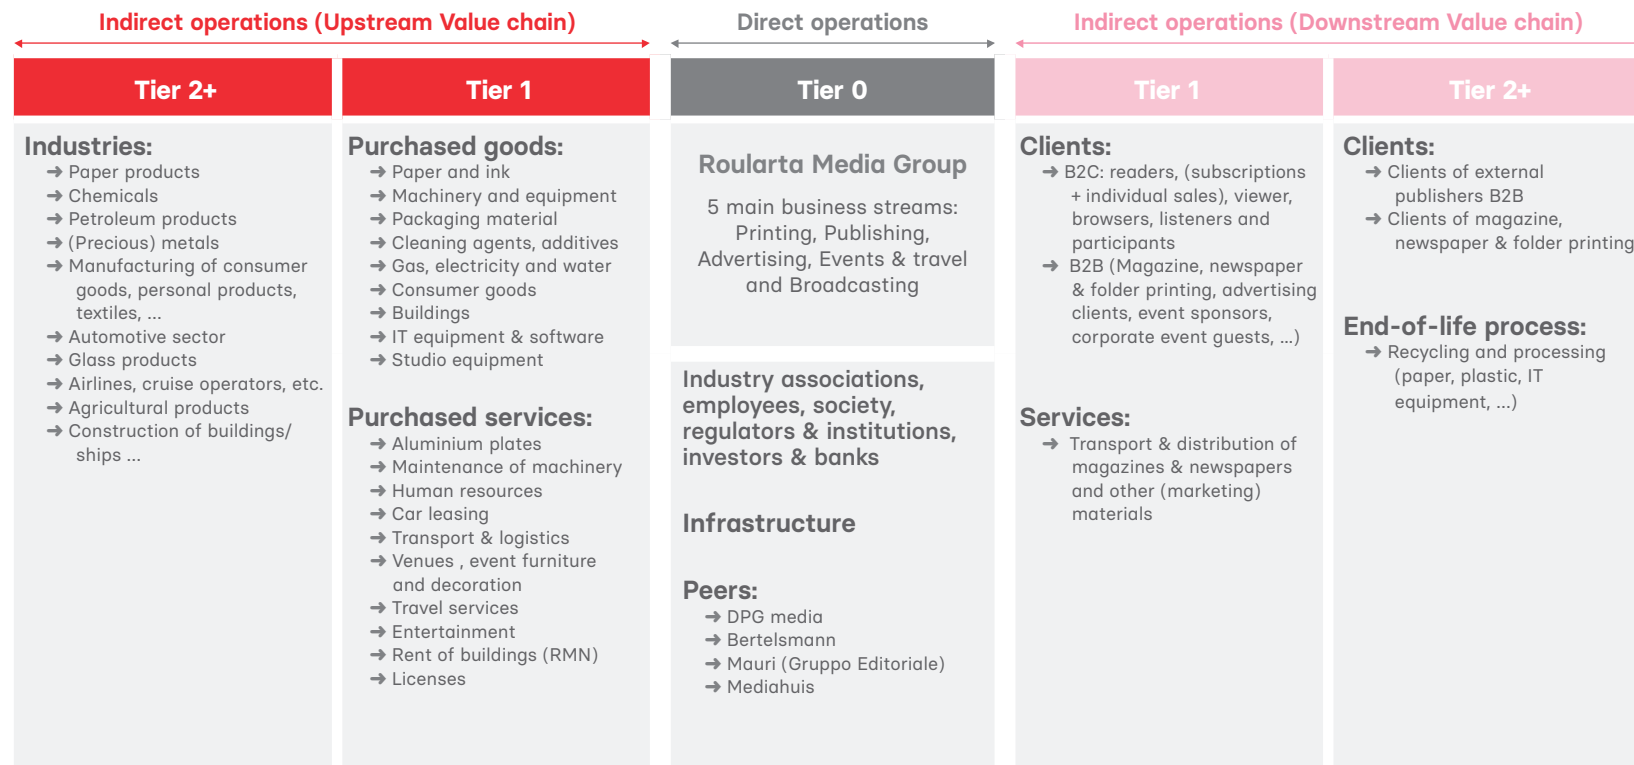 Indirect operations (Upstream Value chain)
Direct operations
Indirect operations (Downstream Value chain)
Tier 2+
Tier 1
Tier 0
Tier 1
Tier 2+
Industries:
➜ Paper products
➜ Chemicals
➜ Petroleum products
➜ (Precious) metals
➜ Manufacturing of consumer
goods, personal products,
textiles, ...
➜ Automotive sector
➜ Glass products
➜ Airlines, cruise operators, etc.
➜ Agricultural products
➜ Construction of buildings/
ships ...
Purchased goods:
➜ Paper and ink
➜ Machinery and equipment
➜ Packaging material
➜ Cleaning agents, additives
➜ Gas, electricity and water
➜ Consumer goods
➜ Buildings
➜ IT equipment & software
➜ Studio equipment
Purchased services:
➜ Aluminium plates
➜ Maintenance of machinery
➜ Human resources
➜ Car leasing
➜ Transport & logistics
➜ Venues , event furniture
and decoration
➜ Travel services
➜ Entertainment
➜ Rent of buildings (RMN)
➜ Licenses
Roularta Media Group
5 main business streams:
Printing, Publishing,
Advertising, Events & travel
and Broadcasting
Industry associations,
employees, society,
regulators & institutions,
investors & banks
Infrastructure
Peers:
➜ DPG media
➜ Bertelsmann
➜ Mauri (Gruppo Editoriale)
➜ Mediahuis
Clients:
➜ B2C: readers, (subscriptions
+ individual sales), viewer,
browsers, listeners and
participants
➜ B2B (Magazine, newspaper
& folder printing, advertising
clients, event sponsors,
corporate event guests, ...)
Services:
➜ Transport & distribution of
magazines & newspapers
and other (marketing)
materials
Clients:
➜ Clients of external
publishers B2B
➜ Clients of magazine,
newspaper & folder printing
End-of-life process:
➜ Recycling and processing
(paper, plastic, IT
equipment, ...)